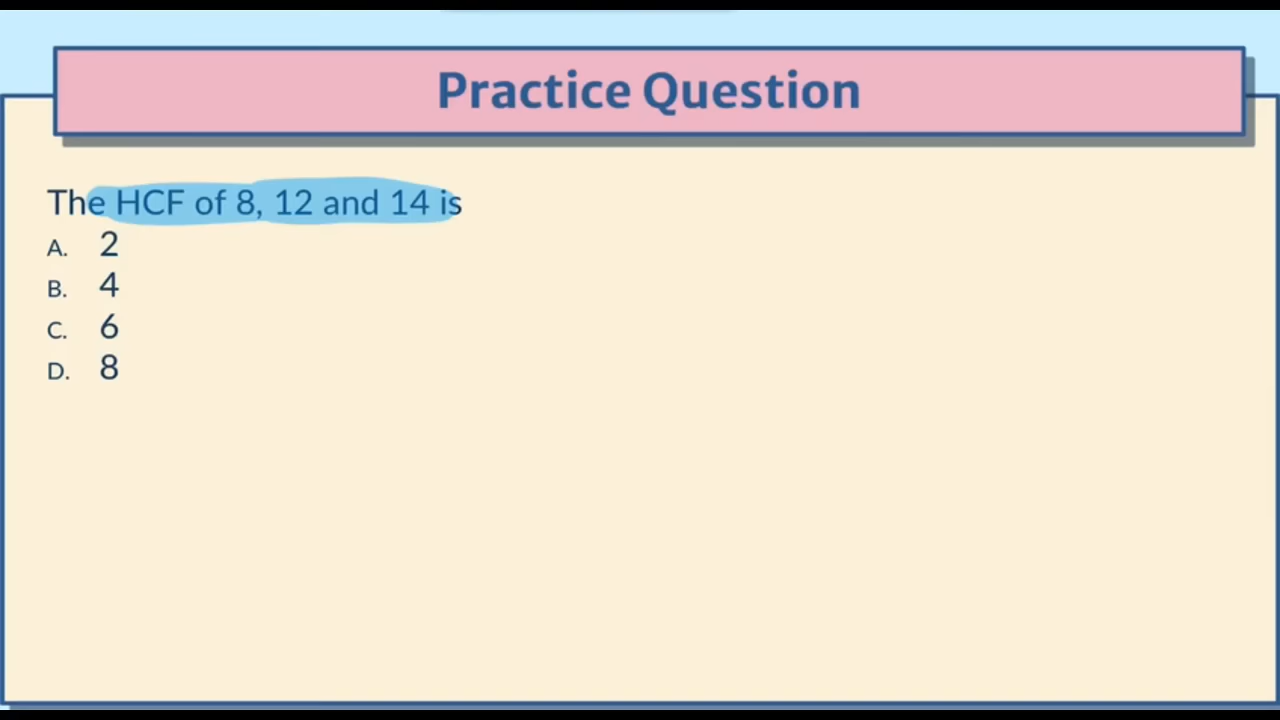 Practice Question
The HCF of 8, 12 and 14 is
A. 2
B. 4
C. 6
D. 8